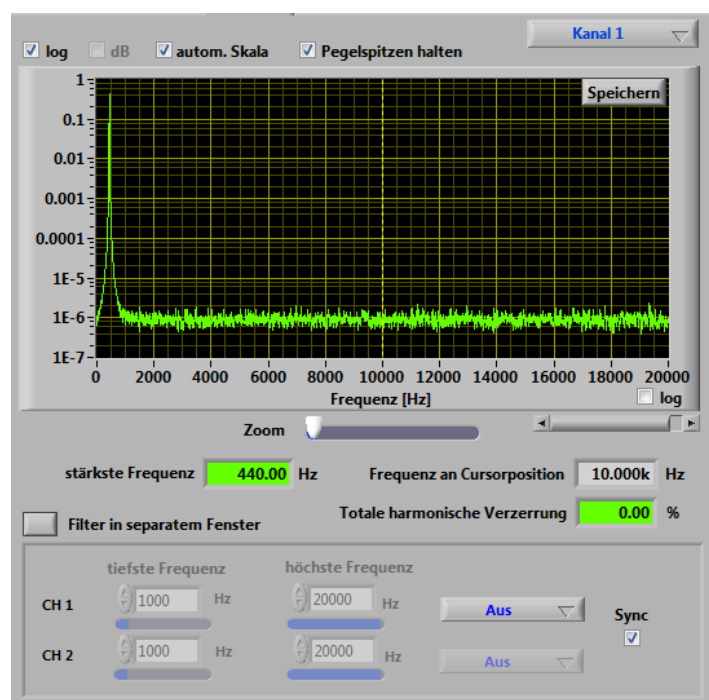 Kanal 1
log dB autom. Skala Pegelspitzen halten
Speichern
1
0.1
0.01
0.001
0.0001
1E-5
1E-6
1E-7
0 2000 4000 6000 8000 10000 12000 14000 16000 18000 20000
Frequenz [Hz]
log
Zoom
stärkste Frequenz 440.00 Hz Frequenz an Cursorposition 10.000k Hz
Filter in separatem Fenster Totale harmonische Verzerrung 0.00 %
tiefste Frequenz höchste Frequenz
CH 1 1000 Hz 20000 Hz Aus Sync
CH 2 1000 Hz 20000 Hz Aus